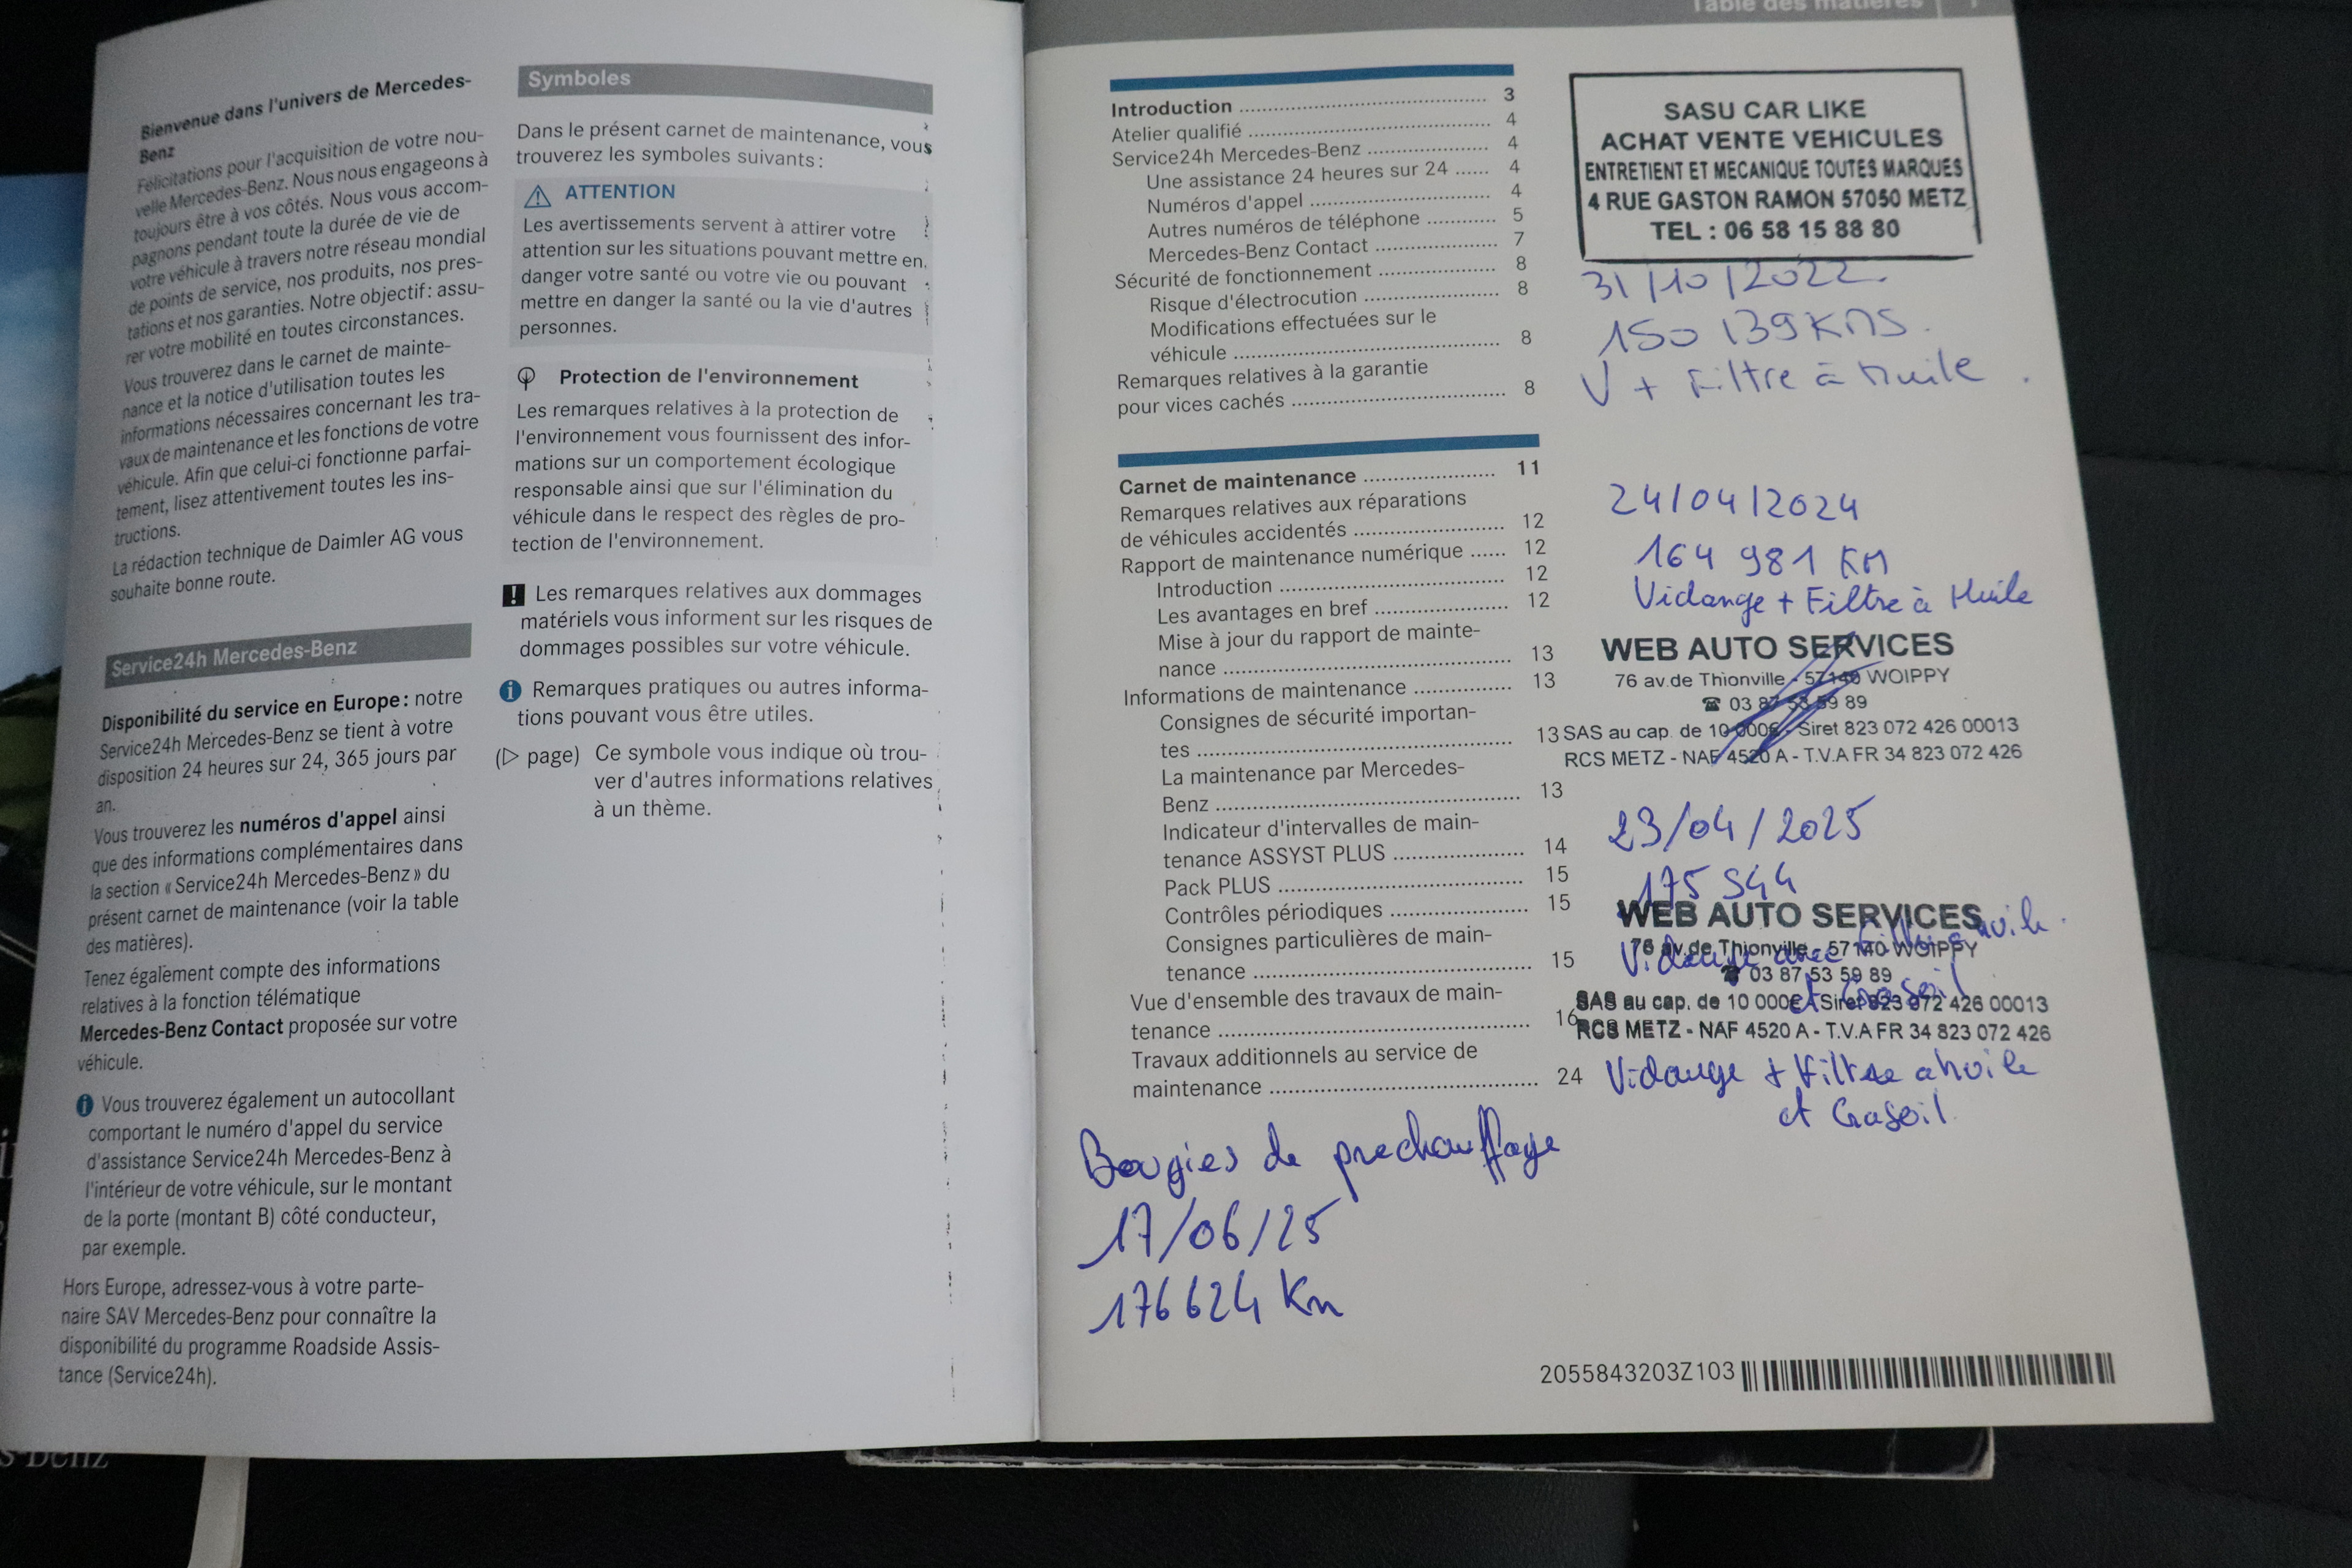 Bienvenue dans l'univers de Mercedes-
Benz
Félicitations pour l'acquisition de votre nou-
velle Mercedes-Benz. Nous nous engageons à
toujours être à vos côtés. Nous vous accom-
pagnons pendant toute la durée de vie de
votre véhicule à travers notre réseau mondial
de points de service, nos produits, nos pres-
tations et nos garanties. Notre objectif : assu-
rer votre mobilité en toutes circonstances.
Vous trouverez dans le carnet de mainte-
nance et la notice d'utilisation toutes les
informations nécessaires concernant les tra-
vaux de maintenance et les fonctions de votre
véhicule. Afin que celui-ci fonctionne parfai-
tement, lisez attentivement toutes les ins-
tructions.
La rédaction technique de Daimler AG vous
souhaite bonne route.
Service24h Mercedes-Benz
Disponibilité du service en Europe : notre
Service24h Mercedes-Benz se tient à votre
disposition 24 heures sur 24, 365 jours par
an.
Vous trouverez les numéros d'appel ainsi
que des informations complémentaires dans
la section « Service24h Mercedes-Benz » du
présent carnet de maintenance (voir la table
des matières).
Tenez également compte des informations
relatives à la fonction télématique
Mercedes-Benz Contact proposée sur votre
véhicule.
Vous trouverez également un autocollant
comportant le numéro d'appel du service
d'assistance Service24h Mercedes-Benz à
l'intérieur de votre véhicule, sur le montant
de la porte (montant B) côté conducteur,
par exemple.
Hors Europe, adressez-vous à votre parte-
naire SAV Mercedes-Benz pour connaître la
disponibilité du programme Roadside Assis-
tance (Service24h).
Symboles
Dans le présent carnet de maintenance, vous
trouverez les symboles suivants :
ATTENTION
Les avertissements servent à attirer votre
attention sur les situations pouvant mettre en
danger votre santé ou votre vie ou pouvant
mettre en danger la santé ou la vie d'autres
personnes.
Protection de l'environnement
Les remarques relatives à la protection de
l'environnement vous fournissent des infor-
mations sur un comportement écologique
responsable ainsi que sur l'élimination du
véhicule dans le respect des règles de pro-
tection de l'environnement.
! Les remarques relatives aux dommages
matériels vous informent sur les risques de
dommages possibles sur votre véhicule.
Remarques pratiques ou autres informa-
tions pouvant vous être utiles.
(▷ page) Ce symbole vous indique où trou-
ver d'autres informations relatives
à un thème.
Table des matières
Introduction 3
Atelier qualifié 4
Service24h Mercedes-Benz 4
Une assistance 24 heures sur 24 4
Numéros d'appel 4
Autres numéros de téléphone 5
Mercedes-Benz Contact 7
Sécurité de fonctionnement 8
Risque d'électrocution 8
Modifications effectuées sur le
véhicule 8
Remarques relatives à la garantie
pour vices cachés 8
Carnet de maintenance 11
Remarques relatives aux réparations
de véhicules accidentés 12
Rapport de maintenance numérique 12
Introduction 12
Les avantages en bref 12
Mise à jour du rapport de mainte-
nance 13
Informations de maintenance 13
Consignes de sécurité importan-
tes 13
La maintenance par Mercedes-
Benz 13
Indicateur d'intervalles de main-
tenance ASSYST PLUS 14
Pack PLUS 15
Contrôles périodiques 15
Consignes particulières de main-
tenance 15
Vue d'ensemble des travaux de main-
tenance 16
Travaux additionnels au service de
maintenance 24
Bougies de prechauffage
17/06/25
176624 Km
SASU CAR LIKE
ACHAT VENTE VEHICULES
ENTRETIENT ET MECANIQUE TOUTES MARQUES
4 RUE GASTON RAMON 57050 METZ
TEL : 06 58 15 88 80
31/10/2022
150 139 KMS.
V + Filtre à Huile
24/04/2024
164 981 KM
Vidange + Filtre à Huile
WEB AUTO SERVICES
76 av.de Thionville - 57140 WOIPPY
☎ 03 87 53 59 89
SAS au cap. de 10 000€ - Siret 823 072 426 00013
RCS METZ - NAF 4520 A - T.V.A FR 34 823 072 426
23/04/2025
WEB AUTO SERVICES
76 av.de Thionville - 57140 WOIPPY
☎ 03 87 53 59 89
SAS au cap. de 10 000€ - Siret 823 072 426 00013
RCS METZ - NAF 4520 A - T.V.A FR 34 823 072 426
Vidange + Filtre a huile
et Gasoil
2055843203Z103